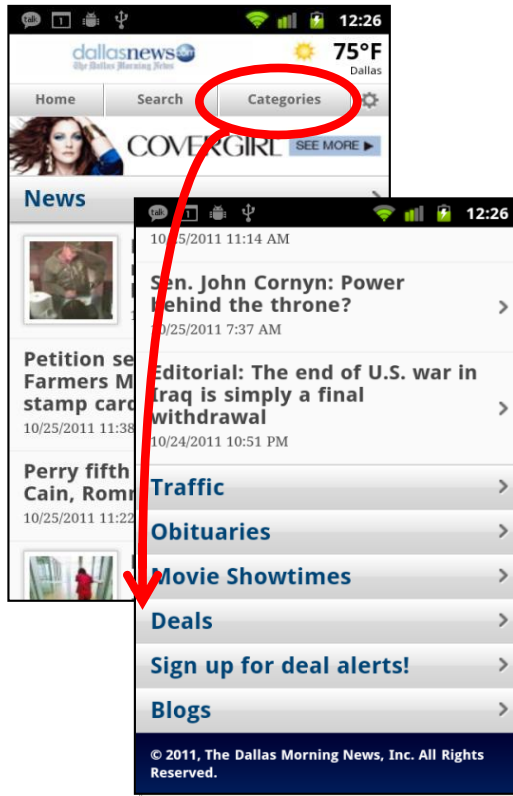 talk 1 12:26
dallasnews.com
The Dallas Morning News
75°F
Dallas
Home Search Categories
COVERGIRL SEE MORE
News
Petition se
Farmers M
stamp card
10/25/2011 11:38
Perry fifth
Cain, Romn
10/25/2011 11:22
talk 1 12:26
10/25/2011 11:14 AM
Sen. John Cornyn: Power
behind the throne?
10/25/2011 7:37 AM
Editorial: The end of U.S. war in
Iraq is simply a final
withdrawal
10/24/2011 10:51 PM
Traffic
Obituaries
Movie Showtimes
Deals
Sign up for deal alerts!
Blogs
© 2011, The Dallas Morning News, Inc. All Rights
Reserved.